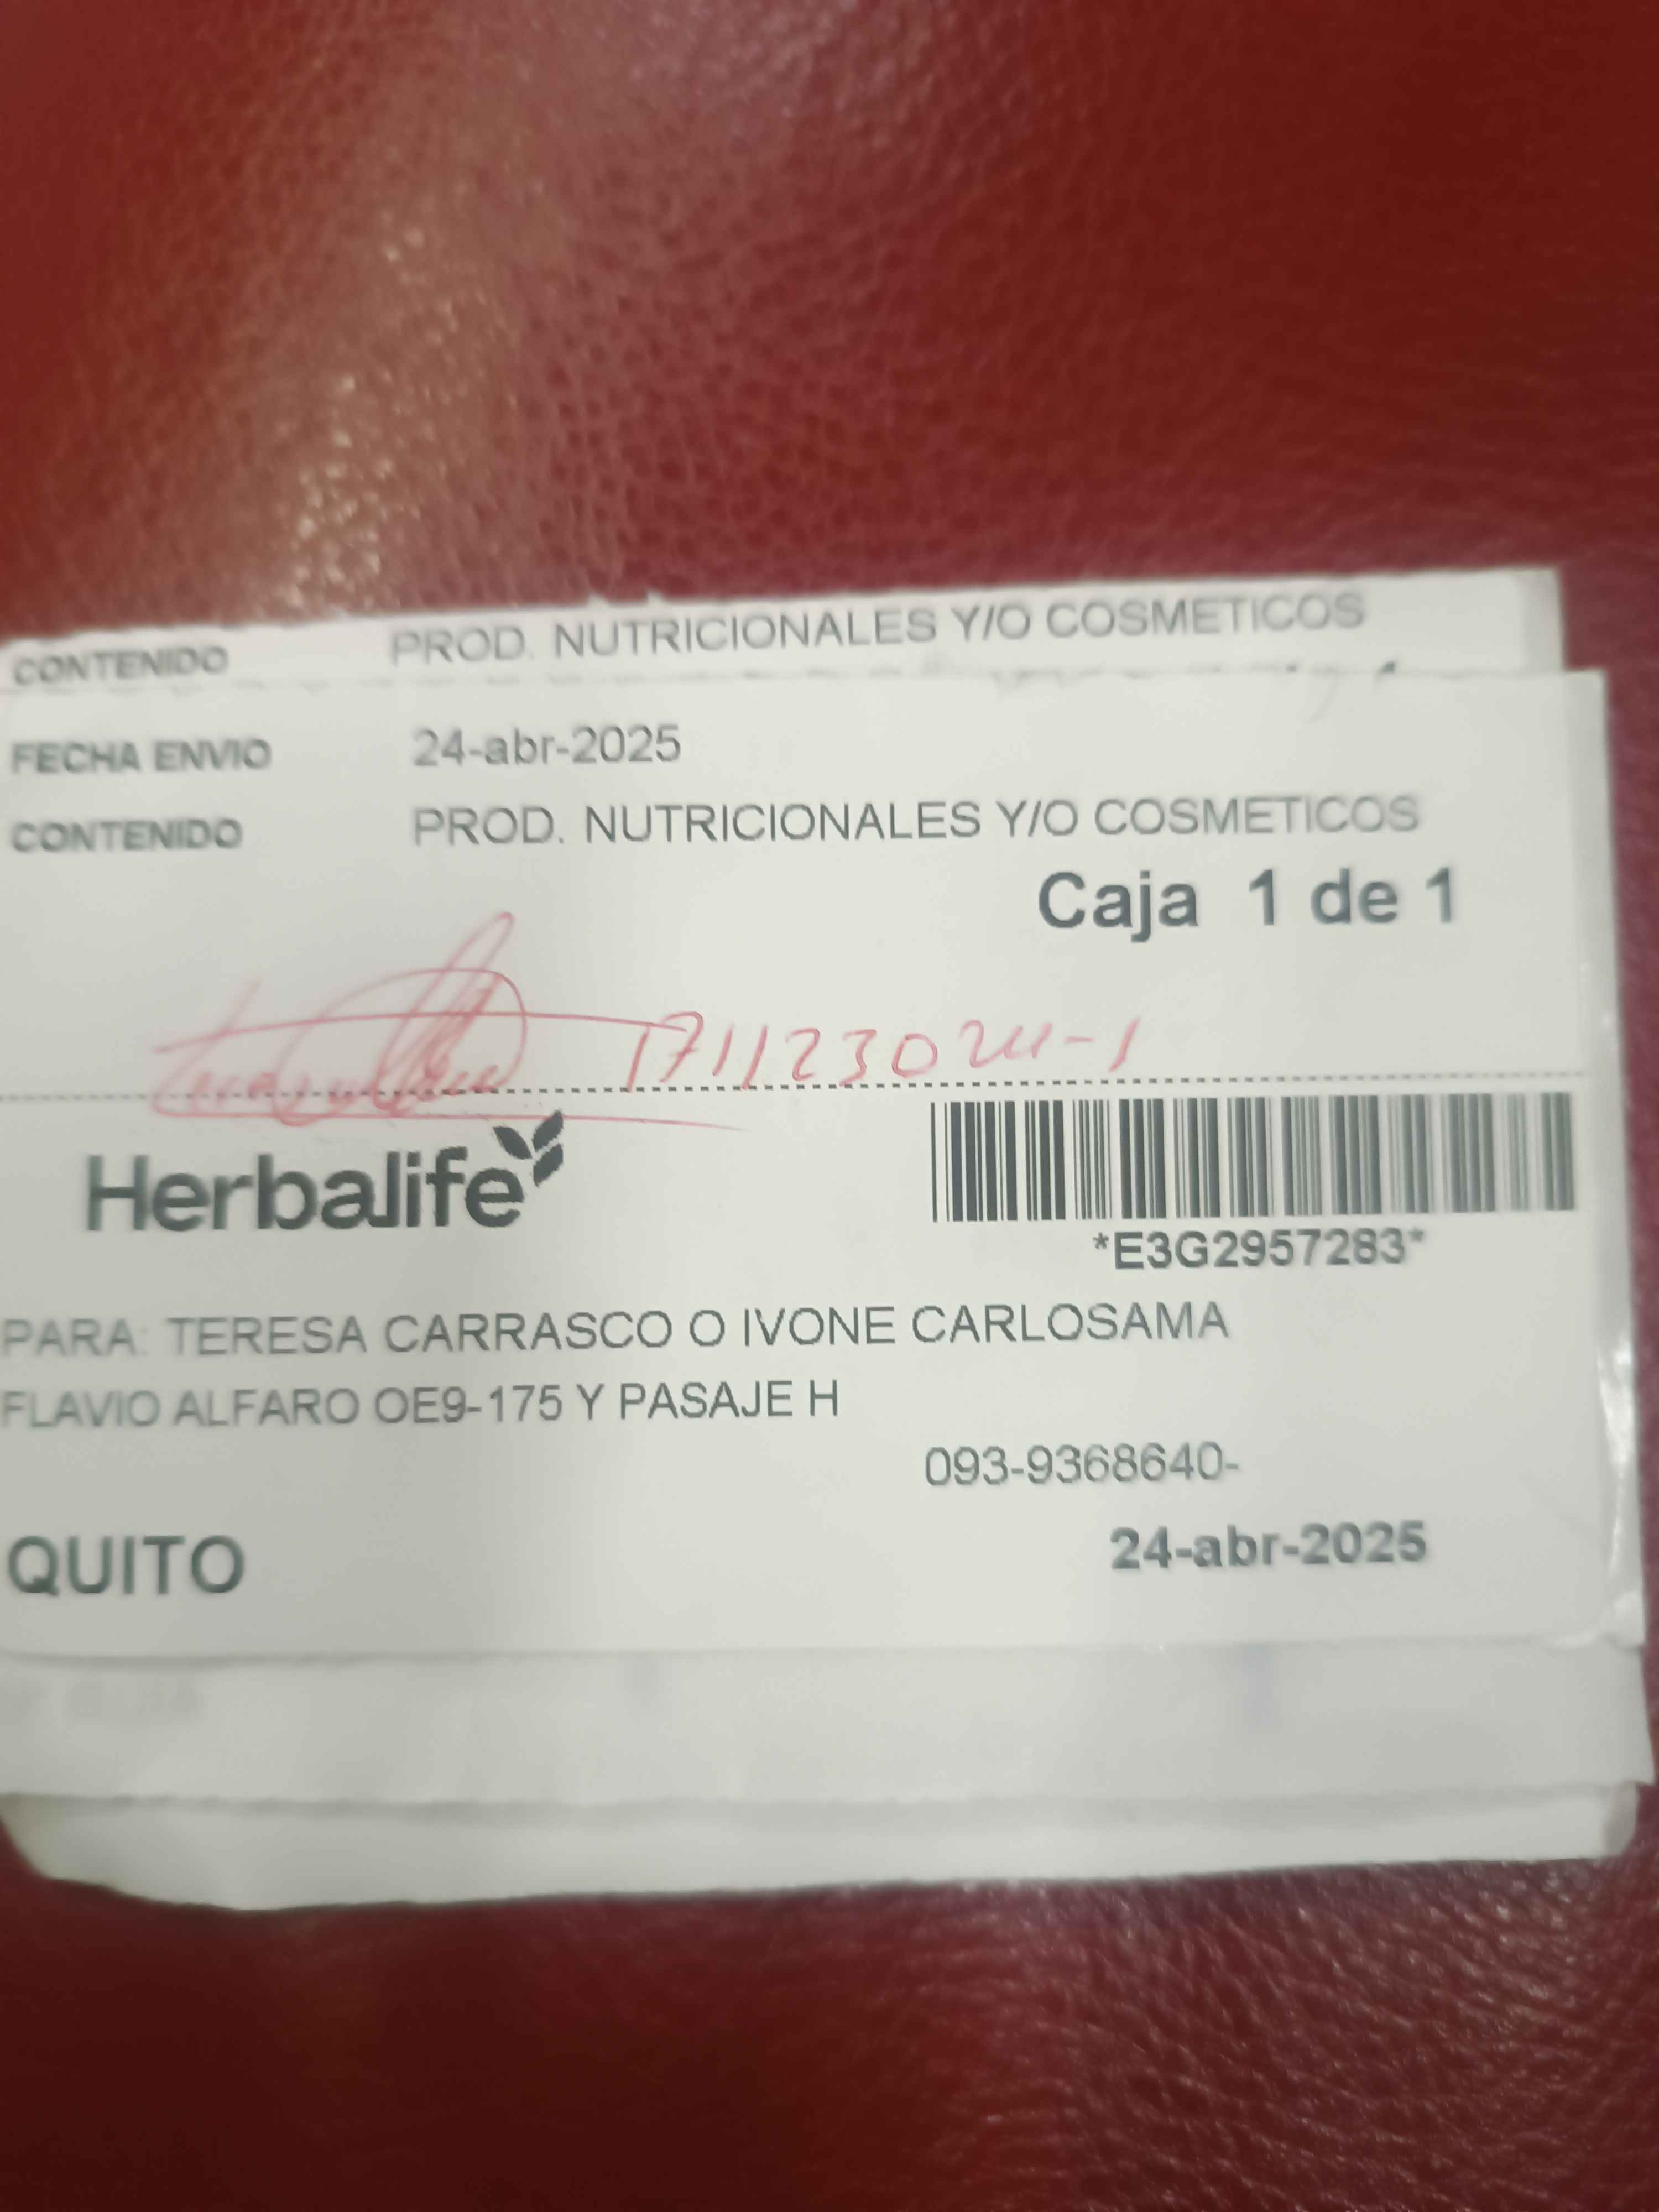 CONTENIDO PROD. NUTRICIONALES Y/O COSMETICOS
FECHA ENVIO 24-abr-2025
CONTENIDO PROD. NUTRICIONALES Y/O COSMETICOS
Caja 1 de 1
171123024-1
Herbalife
*E3G2957283*
PARA: TERESA CARRASCO O IVONE CARLOSAMA
FLAVIO ALFARO OE9-175 Y PASAJE H
093-9368640-
QUITO 24-abr-2025